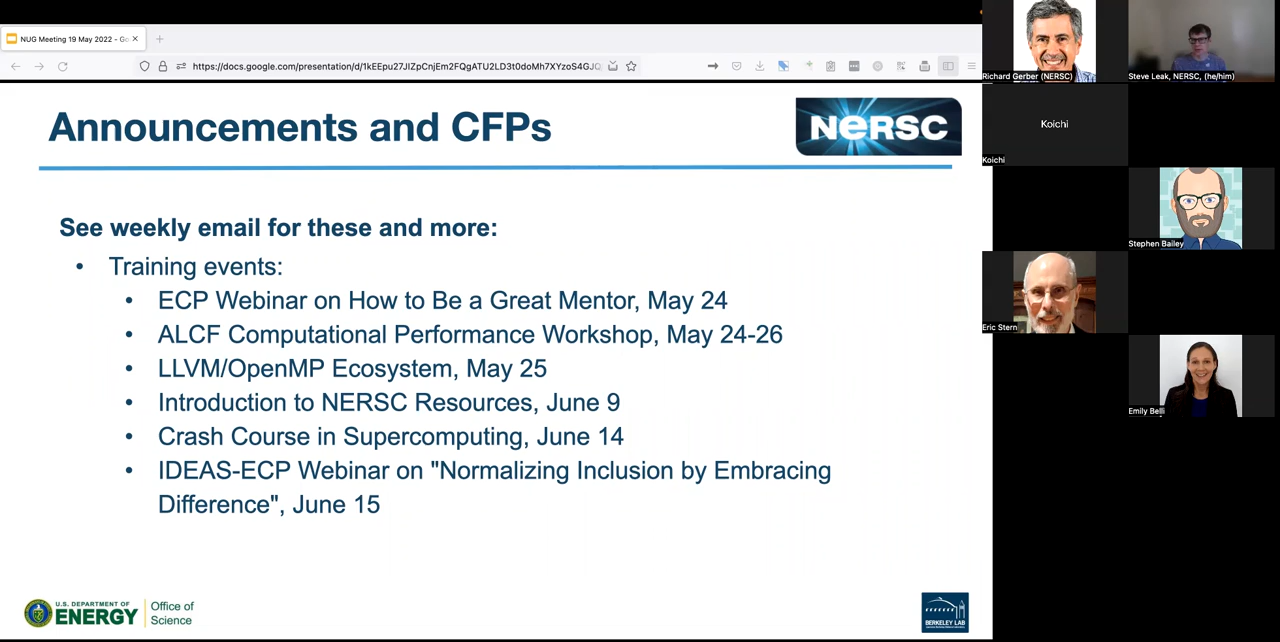 NUG Meeting 19 May 2022 - Go
https://docs.google.com/presentation/d/1kEEpu27JIZpCnjEm2FQgATU2LD3t0doMh7XYzoS4GJQ
Announcements and CFPs
NERSC
See weekly email for these and more:
• Training events:
• ECP Webinar on How to Be a Great Mentor, May 24
• ALCF Computational Performance Workshop, May 24-26
• LLVM/OpenMP Ecosystem, May 25
• Introduction to NERSC Resources, June 9
• Crash Course in Supercomputing, June 14
• IDEAS-ECP Webinar on "Normalizing Inclusion by Embracing
Difference", June 15
U.S. DEPARTMENT OF
ENERGY
Office of
Science
BERKELEY LAB
Richard Gerber (NERSC)
Steve Leak, NERSC, (he/him)
Koichi
Koichi
Stephen Bailey
Eric Stern
Emily Belli